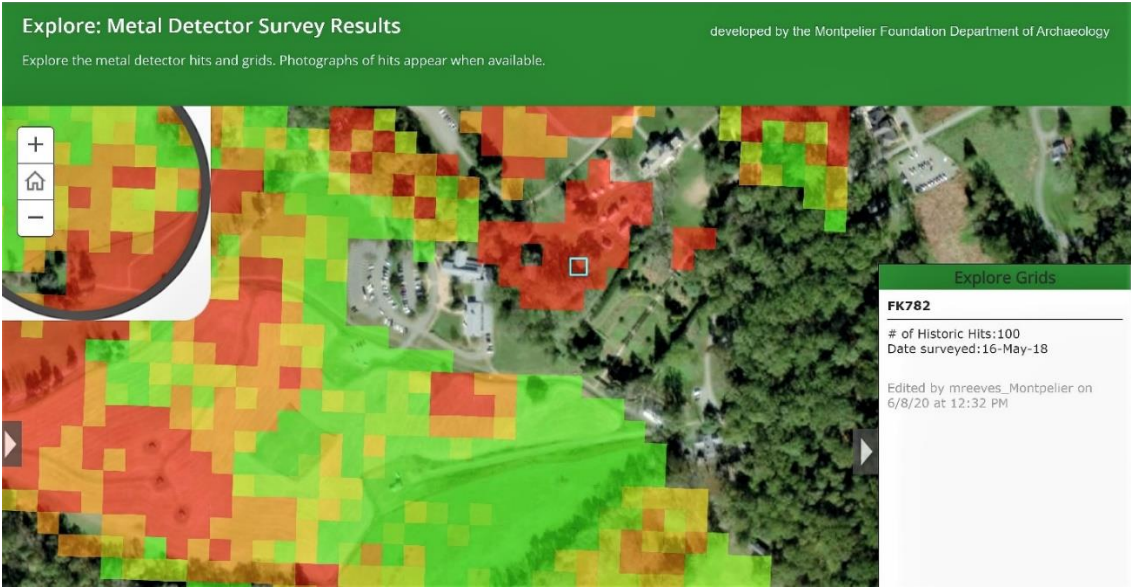 Explore: Metal Detector Survey Results
developed by the Montpelier Foundation Department of Archaeology
Explore the metal detector hits and grids. Photographs of hits appear when available.
+
−
Explore Grids
FK782
# of Historic Hits:100
Date surveyed:16-May-18
Edited by mreeves_Montpelier on
6/8/20 at 12:32 PM